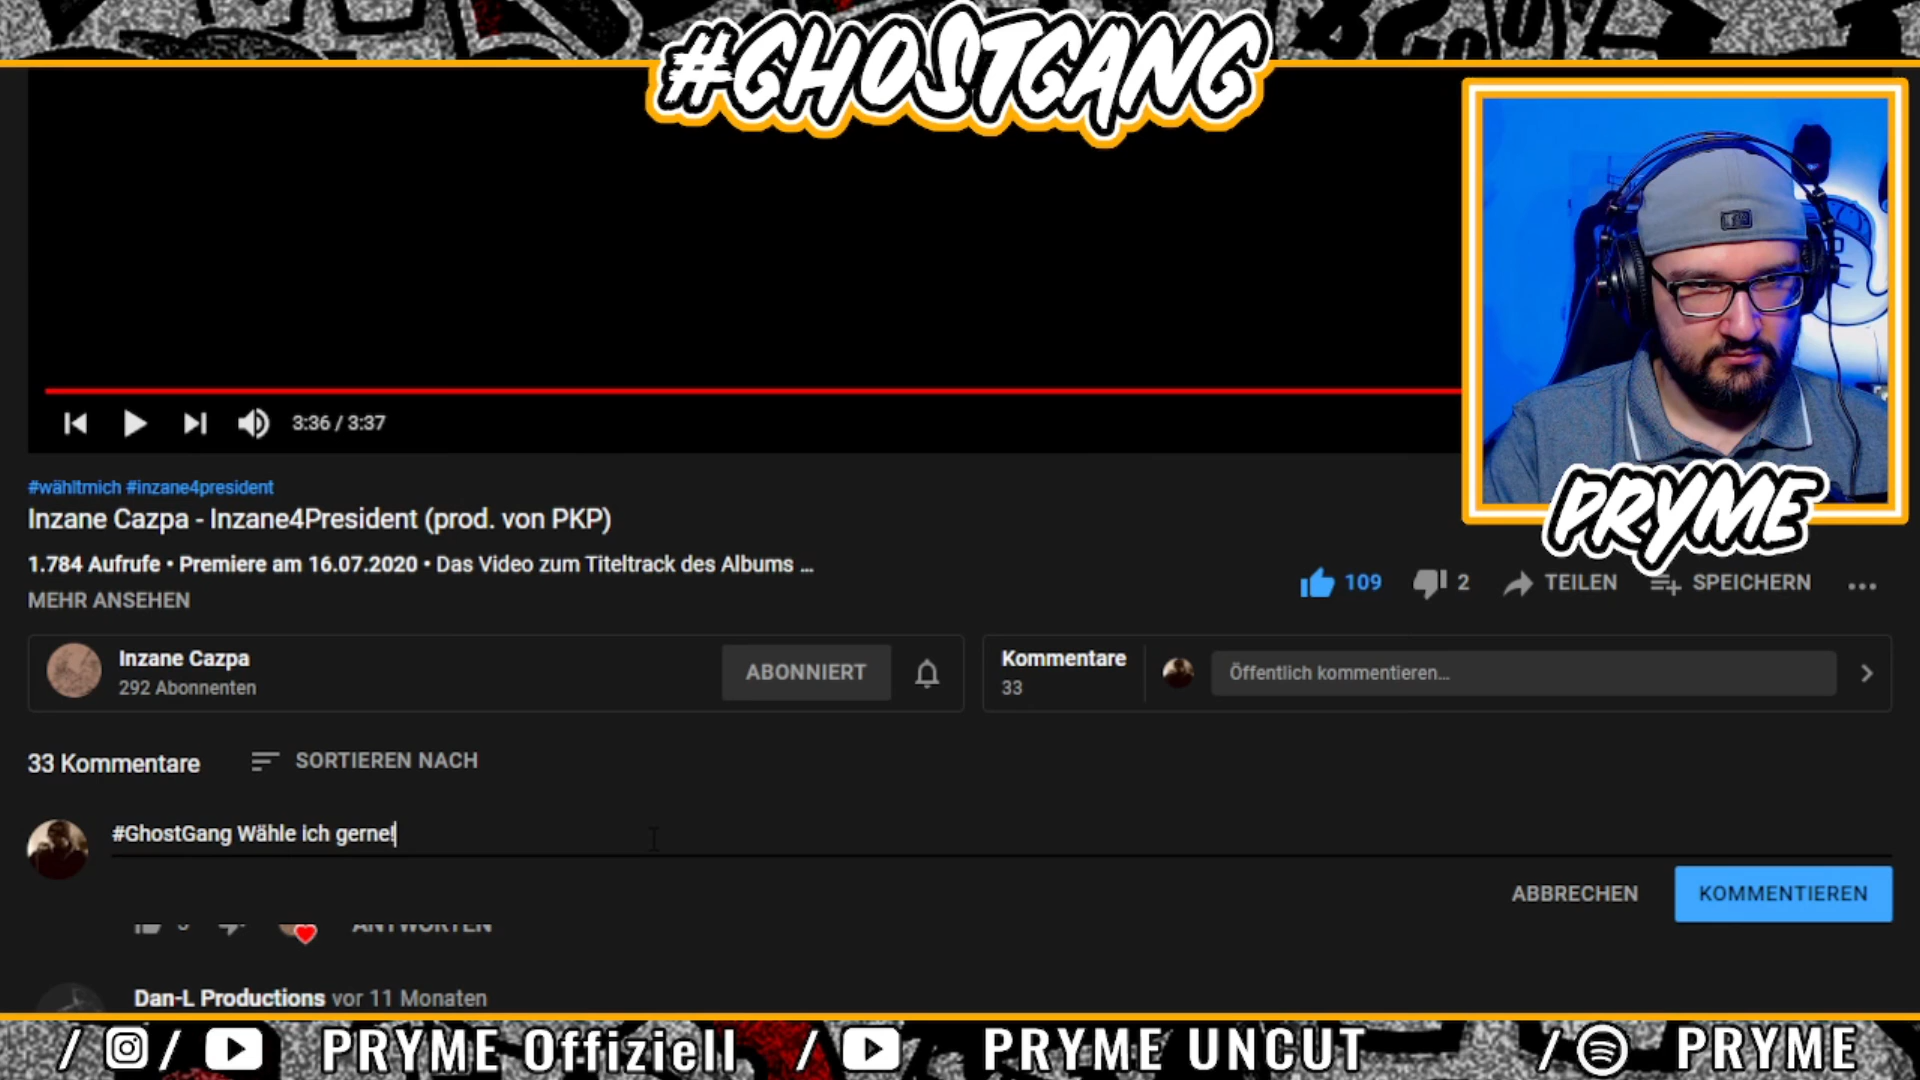 #GHOSTGANG
3:36 / 3:37
#wähltmich #inzane4president
Inzane Cazpa - Inzane4President (prod. von PKP)
1.784 Aufrufe • Premiere am 16.07.2020 • Das Video zum Titeltrack des Albums ...
MEHR ANSEHEN
PRYME
109
2
TEILEN
SPEICHERN
Inzane Cazpa
292 Abonnenten
ABONNIERT
Kommentare
33
Öffentlich kommentieren...
33 Kommentare
SORTIEREN NACH
#GhostGang Wähle ich gerne!
ABBRECHEN
KOMMENTIEREN
ANTWORTEN
Dan-L Productions vor 11 Monaten
/ / PRYME Offiziell / PRYME UNCUT / PRYME